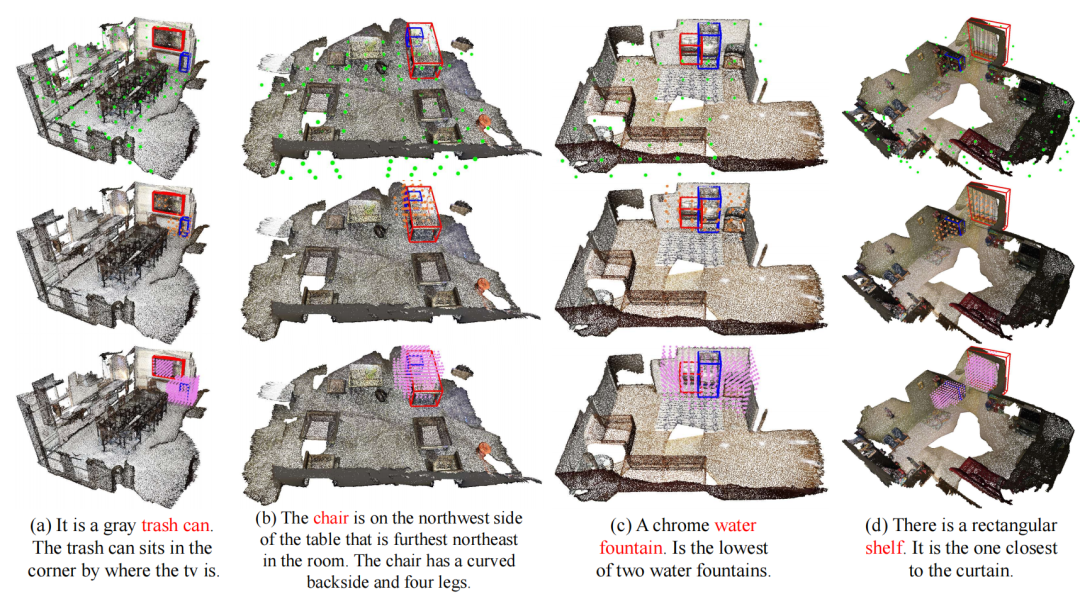 (a) It is a gray trash can.
The trash can sits in the
corner by where the tv is.
(b) The chair is on the northwest side
of the table that is furthest northeast
in the room. The chair has a curved
backside and four legs.
(c) A chrome water
fountain. Is the lowest
of two water fountains.
(d) There is a rectangular
shelf. It is the one closest
to the curtain.